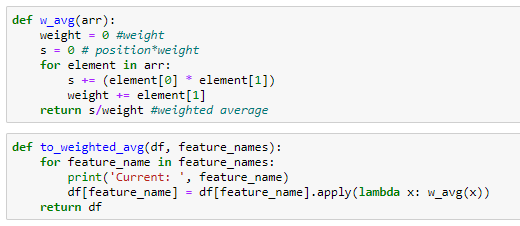 def w_avg(arr):
    weight = 0 #weight
    s = 0 # position*weight
    for element in arr:
        s += (element[0] * element[1])
        weight += element[1]
    return s/weight #weighted average
def to_weighted_avg(df, feature_names):
    for feature_name in feature_names:
        print('Current: ', feature_name)
        df[feature_name] = df[feature_name].apply(lambda x: w_avg(x))
    return df